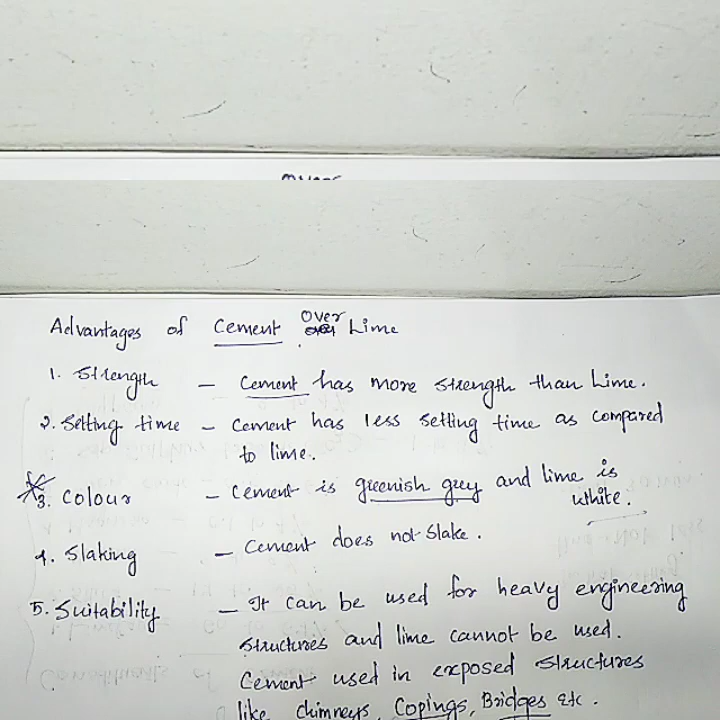 Advantages of Cement Over Lime
1. Strength - Cement has more strength than Lime.
2. Setting time - Cement has less setting time as compared
to lime.
3. Colour - Cement is greenish grey and lime is
white.
4. Slaking - Cement does not slake.
5. Suitability - It can be used for heavy engineering
structures and lime cannot be used.
Cement used in exposed structures
like chimneys, Copings, Bridges etc.